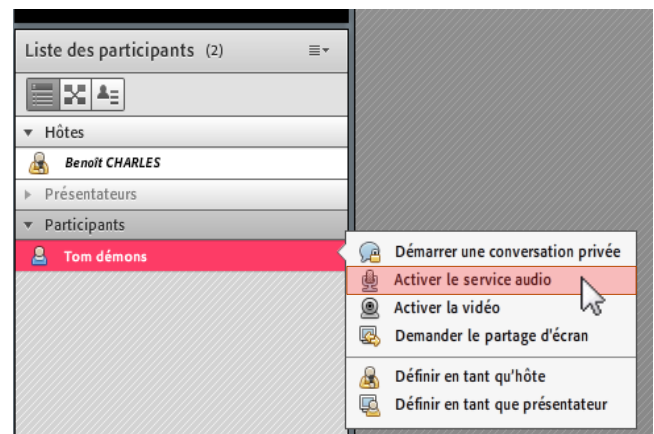 Liste des participants (2)
Hôtes
Benoît CHARLES
Présentateurs
Participants
Tom démons
Démarrer une conversation privée
Activer le service audio
Activer la vidéo
Demander le partage d'écran
Définir en tant qu'hôte
Définir en tant que présentateur